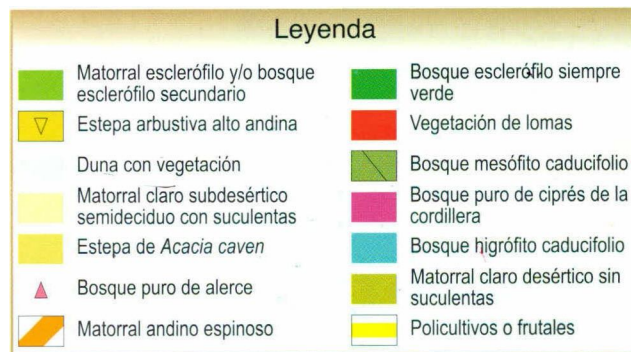 Leyenda
Matorral esclerófilo y/o bosque
esclerófilo secundario
Estepa arbustiva alto andina
Duna con vegetación
Matorral claro subdesértico
semideciduo con suculentas
Estepa de Acacia caven
Bosque puro de alerce
Matorral andino espinoso
Bosque esclerófilo siempre
verde
Vegetación de lomas
Bosque mesófito caducifolio
Bosque puro de ciprés de la
cordillera
Bosque higrófito caducifolio
Matorral claro desértico sin
suculentas
Policultivos o frutales